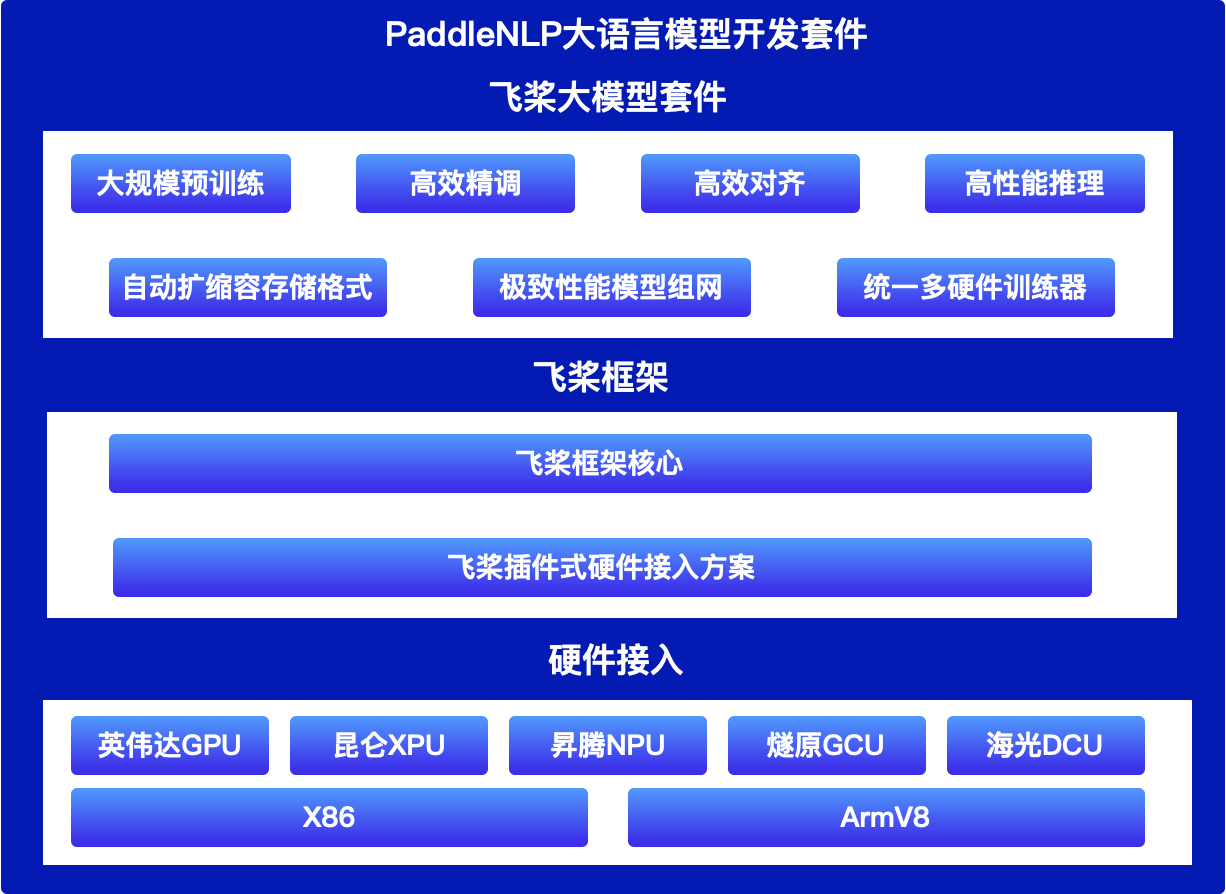 PaddleNLP大语言模型开发套件
飞桨大模型套件
大规模预训练 高效精调 高效对齐 高性能推理
自动扩缩容存储格式 极致性能模型组网 统一多硬件训练器
飞桨框架
飞桨框架核心
飞桨插件式硬件接入方案
硬件接入
英伟达GPU 昆仑XPU 昇腾NPU 燧原GCU 海光DCU
X86 ArmV8